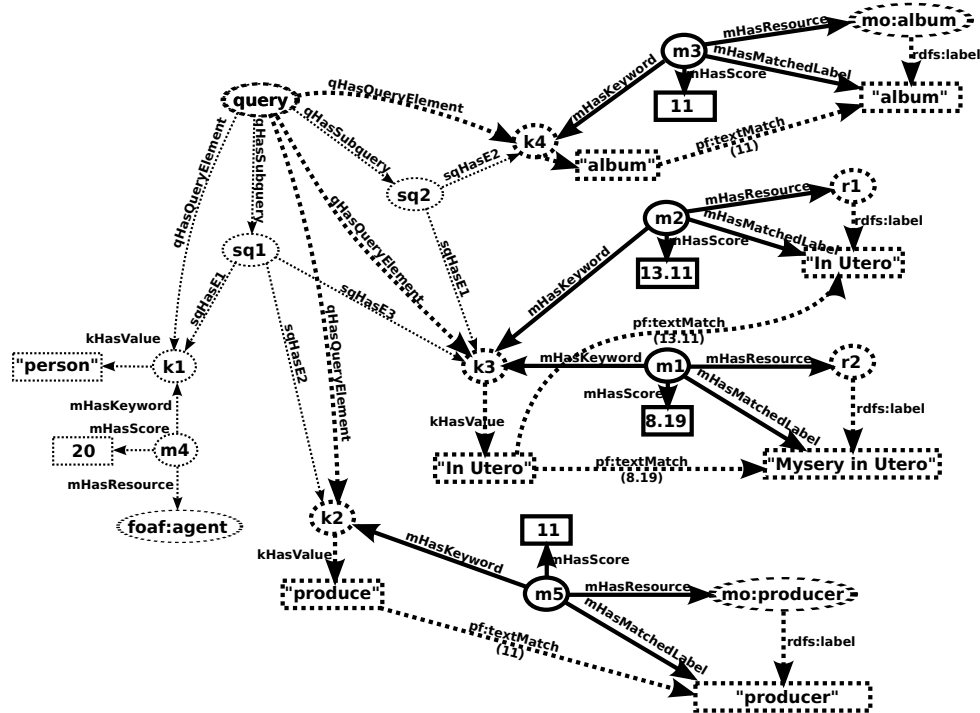 mHasResource
mo:album
m3
mHasMatchedLabel
rdfs:label
mHasScore
qHasQueryElement
mHasKeyword
query
11
"album"
qHasSubquery
k4
pf:textMatch
(11)
qHasQueryElement
qHasSubquery
sqHasE2
"album"
sq2
mHasResource
r1
m2
mHasMatchedLabel
rdfs:label
qHasQueryElement
mHasScore
sq1
"In Utero"
sqHasE1
13.11
mHasKeyword
sqHasE1
sqHasE3
pf:textMatch
(13.11)
kHasValue
qHasQueryElement
sqHasE2
"person"
k1
k3
mHasKeyword
m1
mHasResource
r2
mHasScore
mHasMatchedLabel
mHasKeyword
8.19
rdfs:label
kHasValue
mHasScore
20
m4
"In Utero"
pf:textMatch
(8.19)
"Mysery in Utero"
mHasResource
foaf:agent
k2
11
mHasKeyword
kHasValue
mHasScore
"produce"
m5
mHasResource
mo:producer
pf:textMatch
(11)
mHasMatchedLabel
rdfs:label
"producer"